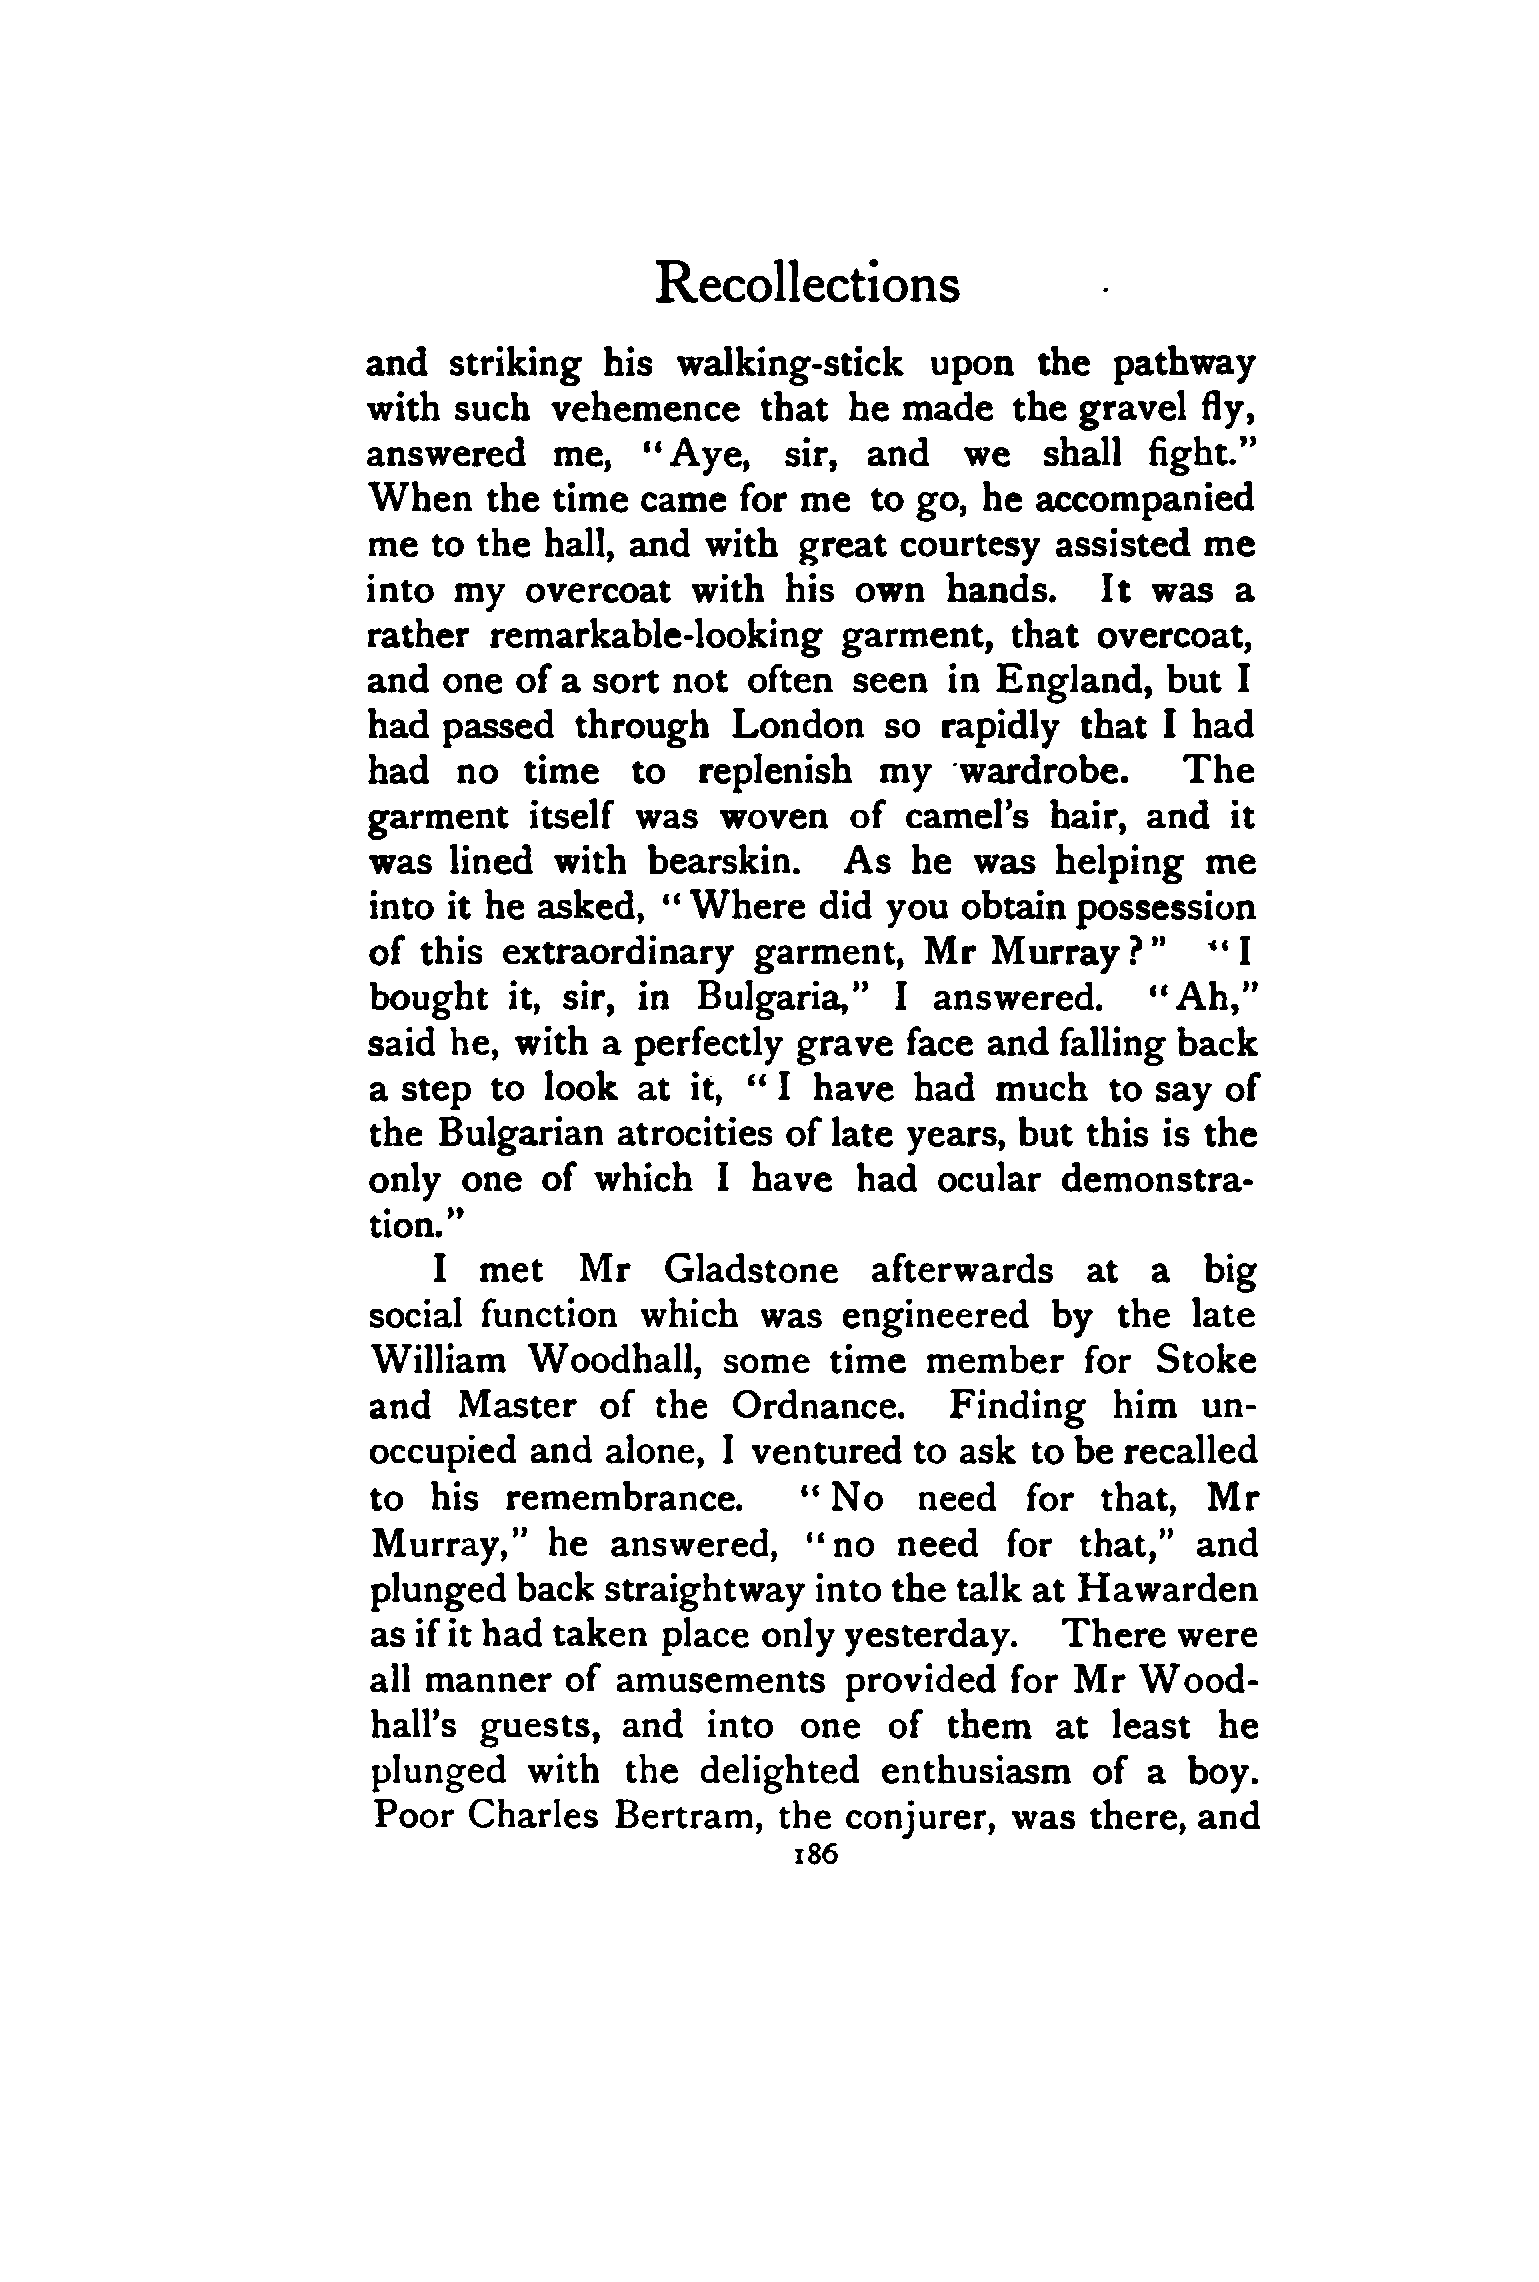 Recollections
and striking his walking-stick upon the pathway
with such vehemence that he made the gravel fly,
answered me, “Aye, sir, and we shall fight.”
When the time came for me to go, he accompanied
me to the hall, and with great courtesy assisted me
into my overcoat with his own hands. It was a
rather remarkable-looking garment, that overcoat,
and one of a sort not often seen in England, but I
had passed through London so rapidly that I had
had no time to replenish my wardrobe. The
garment itself was woven of camel’s hair, and it
was lined with bearskin. As he was helping me
into it he asked, “Where did you obtain possession
of this extraordinary garment, Mr Murray?” “I
bought it, sir, in Bulgaria,” I answered. “Ah,”
said he, with a perfectly grave face and falling back
a step to look at it, “I have had much to say of
the Bulgarian atrocities of late years, but this is the
only one of which I have had ocular demonstra-
tion.”
I met Mr Gladstone afterwards at a big
social function which was engineered by the late
William Woodhall, some time member for Stoke
and Master of the Ordnance. Finding him un-
occupied and alone, I ventured to ask to be recalled
to his remembrance. “No need for that, Mr
Murray,” he answered, “no need for that,” and
plunged back straightway into the talk at Hawarden
as if it had taken place only yesterday. There were
all manner of amusements provided for Mr Wood-
hall’s guests, and into one of them at least he
plunged with the delighted enthusiasm of a boy.
Poor Charles Bertram, the conjurer, was there, and
186